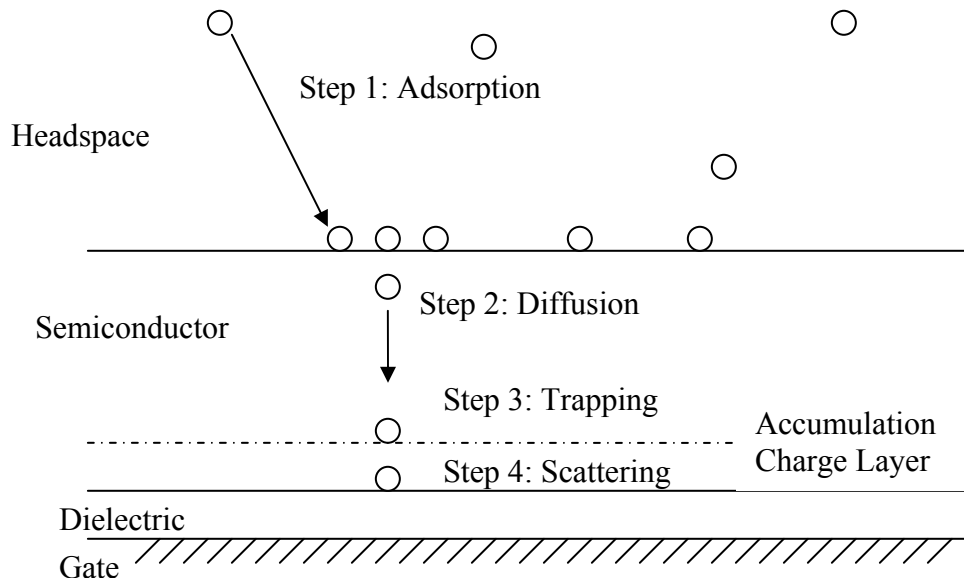 Step 1: Adsorption
Headspace
Step 2: Diffusion
Semiconductor
Step 3: Trapping
Accumulation
Charge Layer
Step 4: Scattering
Dielectric
Gate